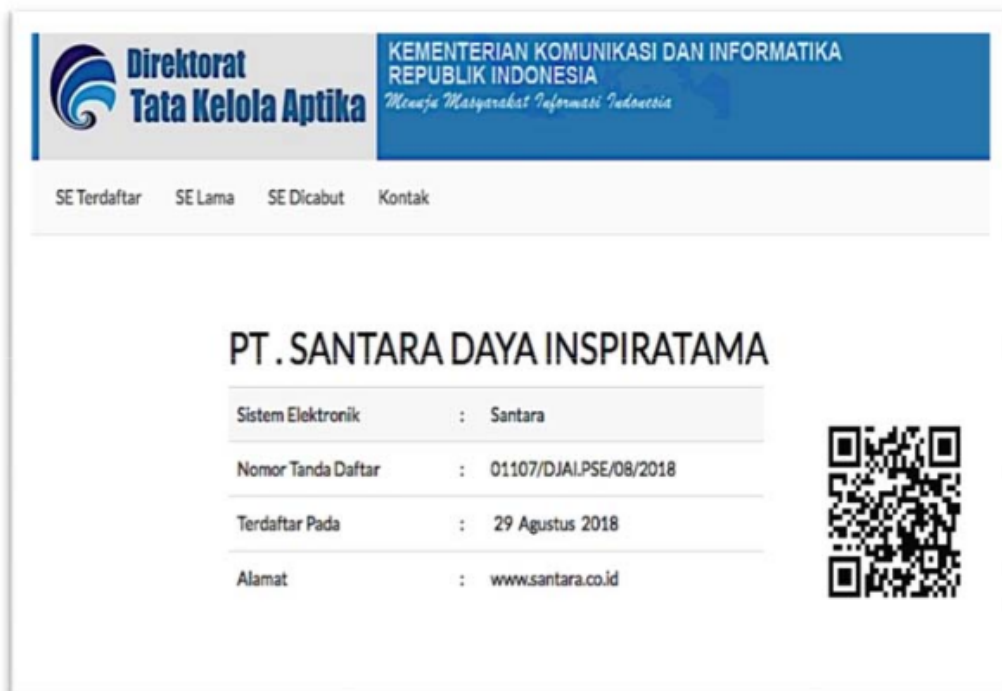 Direktorat
Tata Kelola Aptika
KEMENTERIAN KOMUNIKASI DAN INFORMATIKA
REPUBLIK INDONESIA
Menuju Masyarakat Informasi Indonesia
SE Terdaftar SE Lama SE Dicabut Kontak
PT . SANTARA DAYA INSPIRATAMA
Sistem Elektronik : Santara
Nomor Tanda Daftar : 01107/DJAI.PSE/08/2018
Terdaftar Pada : 29 Agustus 2018
Alamat : www.santara.co.id